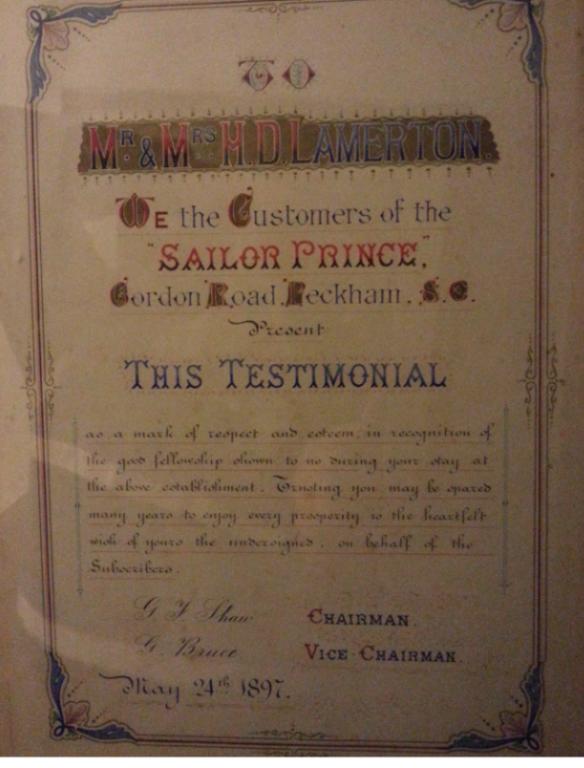 TO
MR & MRS H.D. LAMERTON.
WE the Customers of the
"SAILOR PRINCE",
Gordon Road, Peckham, S.E.
Present
THIS TESTIMONIAL
as a mark of respect and esteem, in recognition of
the good fellowship shown to us during your stay at
the above establishment. Trusting you may be spared
many years to enjoy every prosperity is the heartfelt
wish of yours the undersigned, on behalf of the
Subscribers.
G F Shaw CHAIRMAN.
G. Bruce VICE CHAIRMAN.
May 24th 1897.